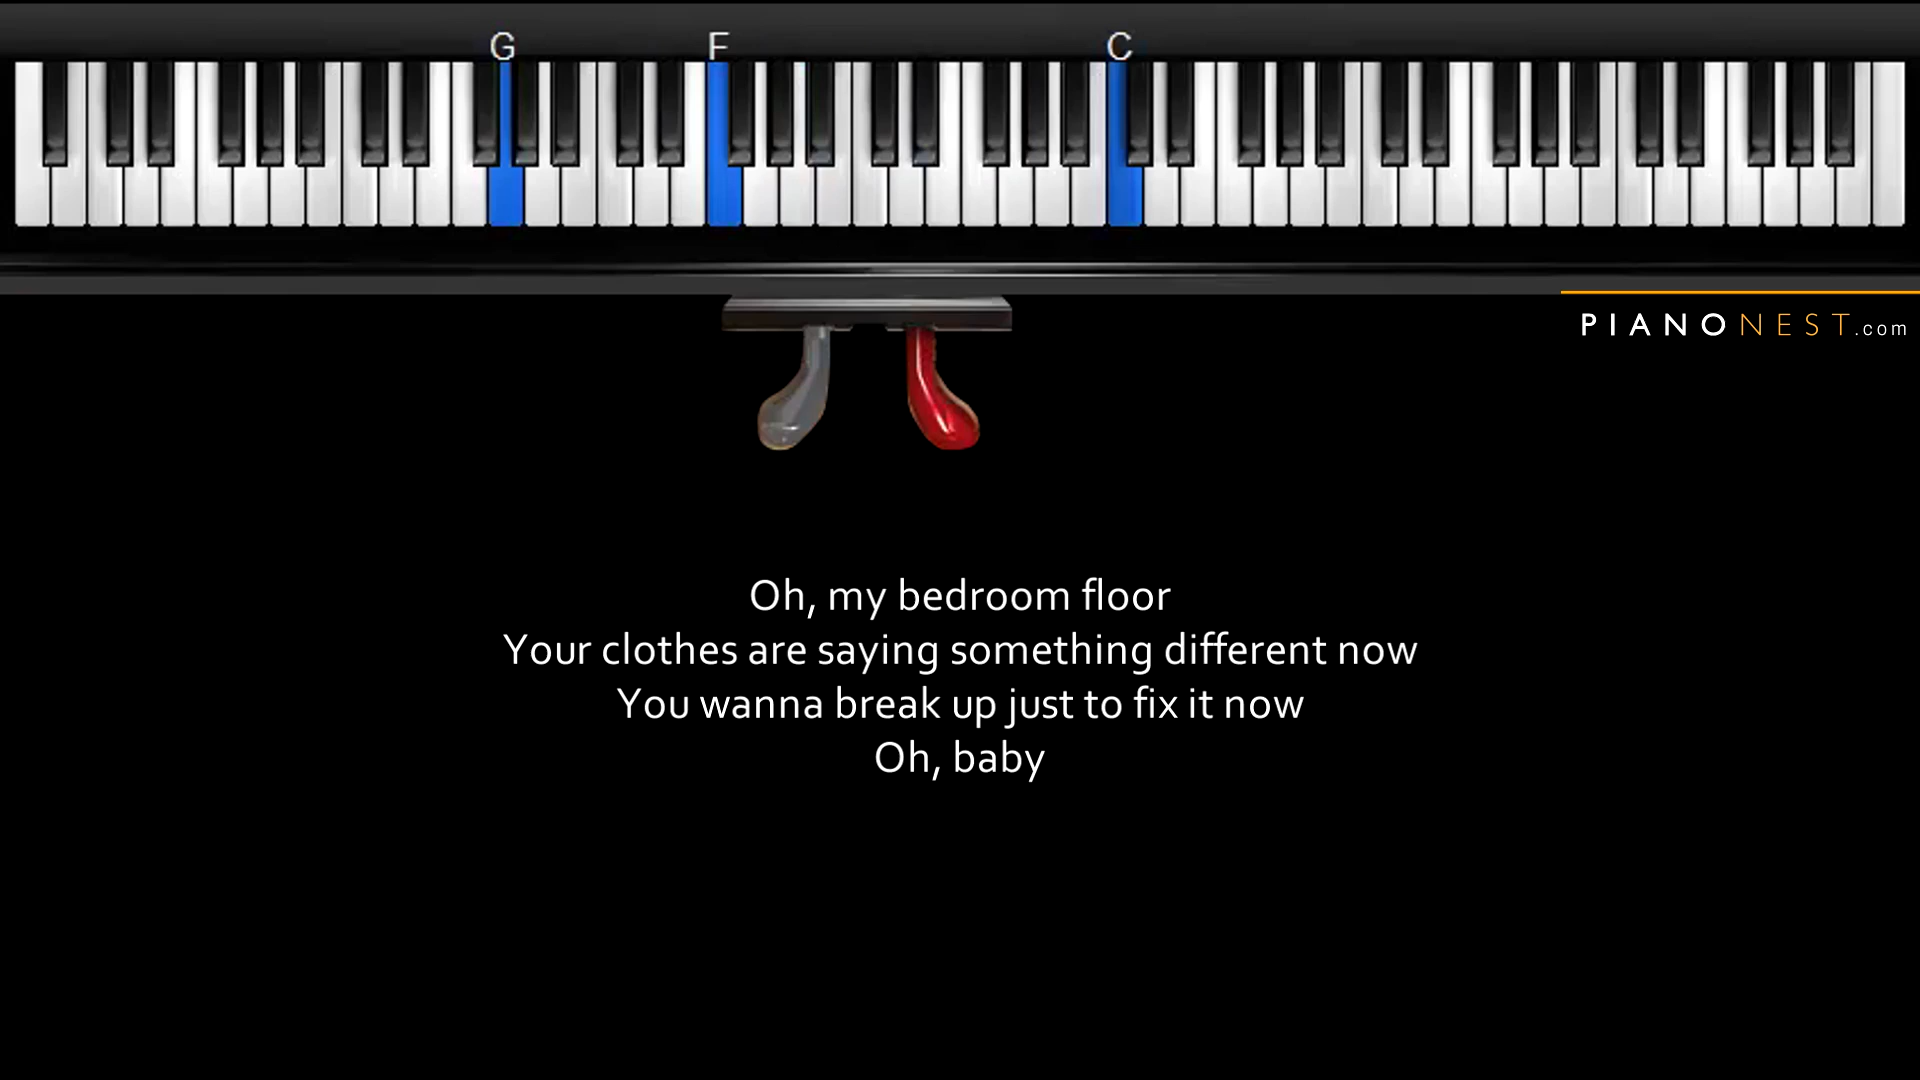 G F C
PIANONEST.com
Oh, my bedroom floor
Your clothes are saying something different now
You wanna break up just to fix it now
Oh, baby